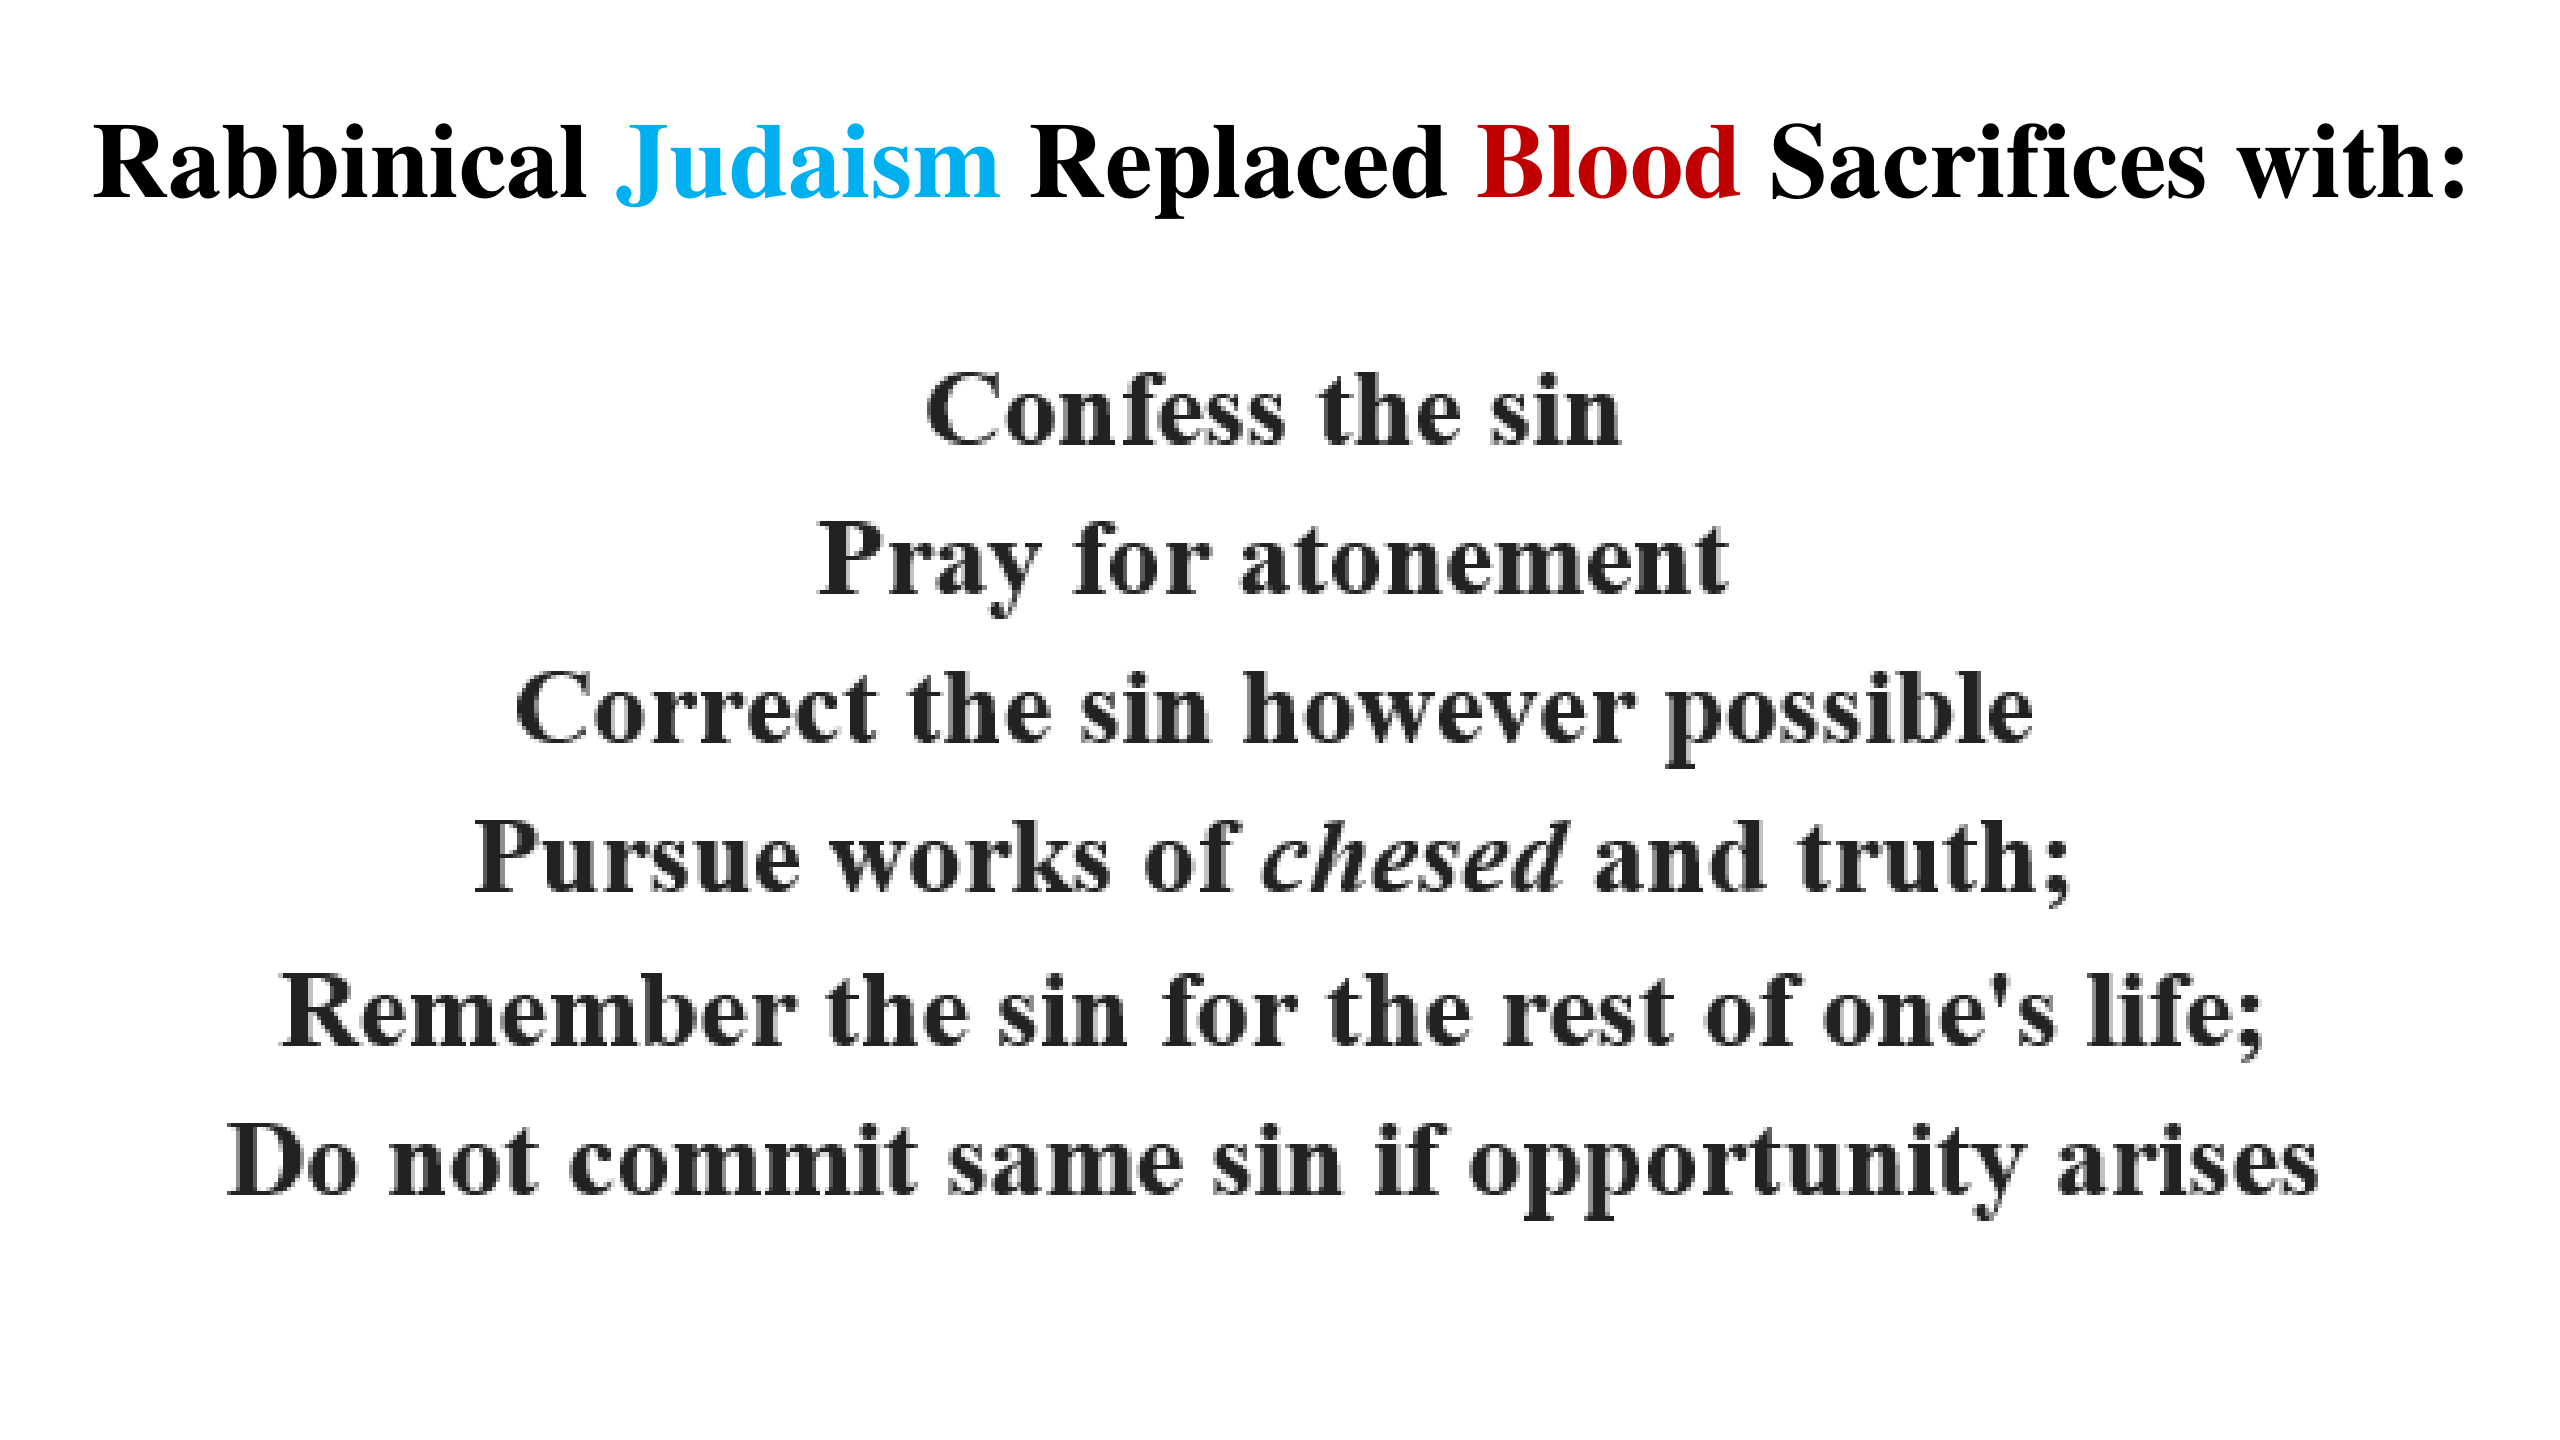 Rabbinical Judaism Replaced Blood Sacrifices with:
Confess the sin
Pray for atonement
Correct the sin however possible
Pursue works of chesed and truth;
Remember the sin for the rest of one's life;
Do not commit same sin if opportunity arises